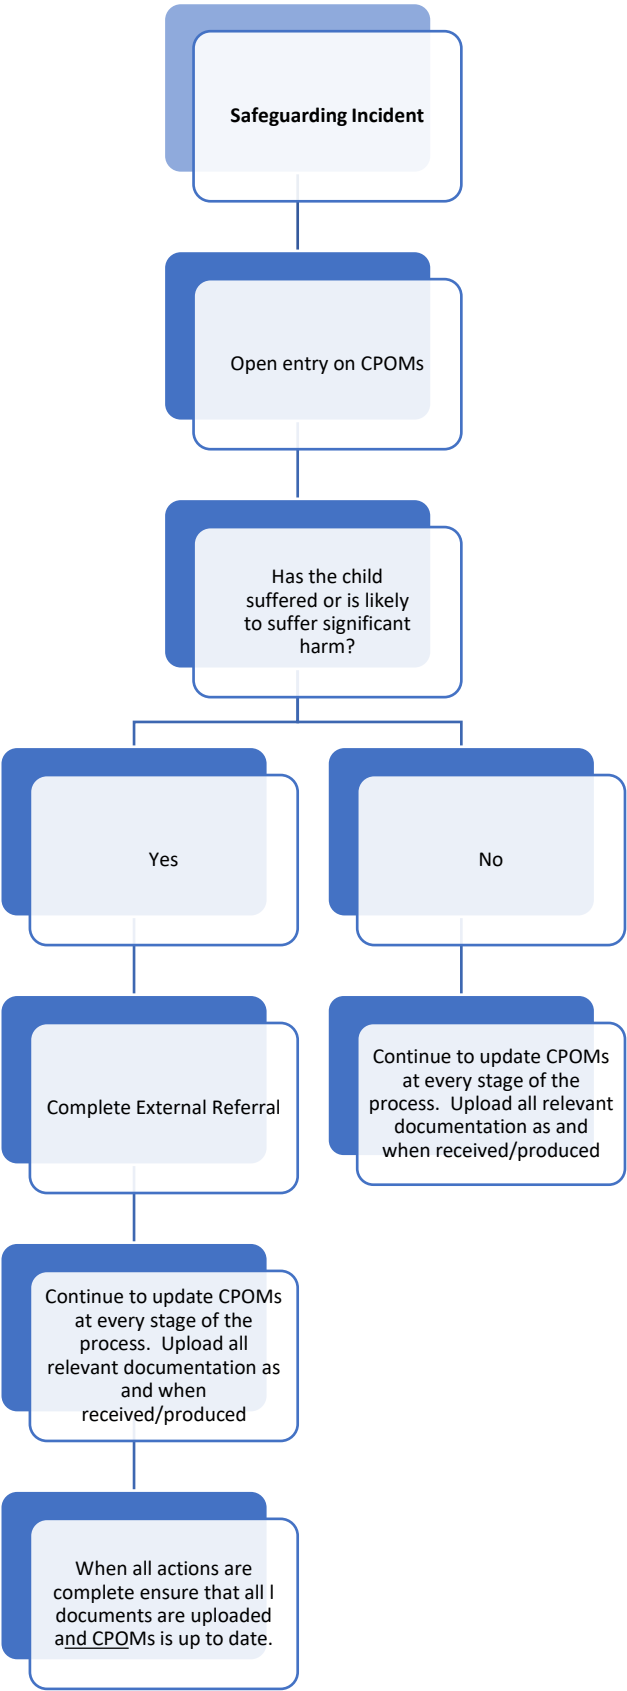 Safeguarding Incident
Open entry on CPOMs
Has the child
suffered or is likely
to suffer significant
harm?
Yes
No
Complete External Referral
Continue to update CPOMs
at every stage of the
process.  Upload all relevant
documentation as and
when received/produced
Continue to update CPOMs
at every stage of the
process.  Upload all
relevant documentation as
and when
received/produced
When all actions are
complete ensure that all l
documents are uploaded
and CPOMs is up to date.